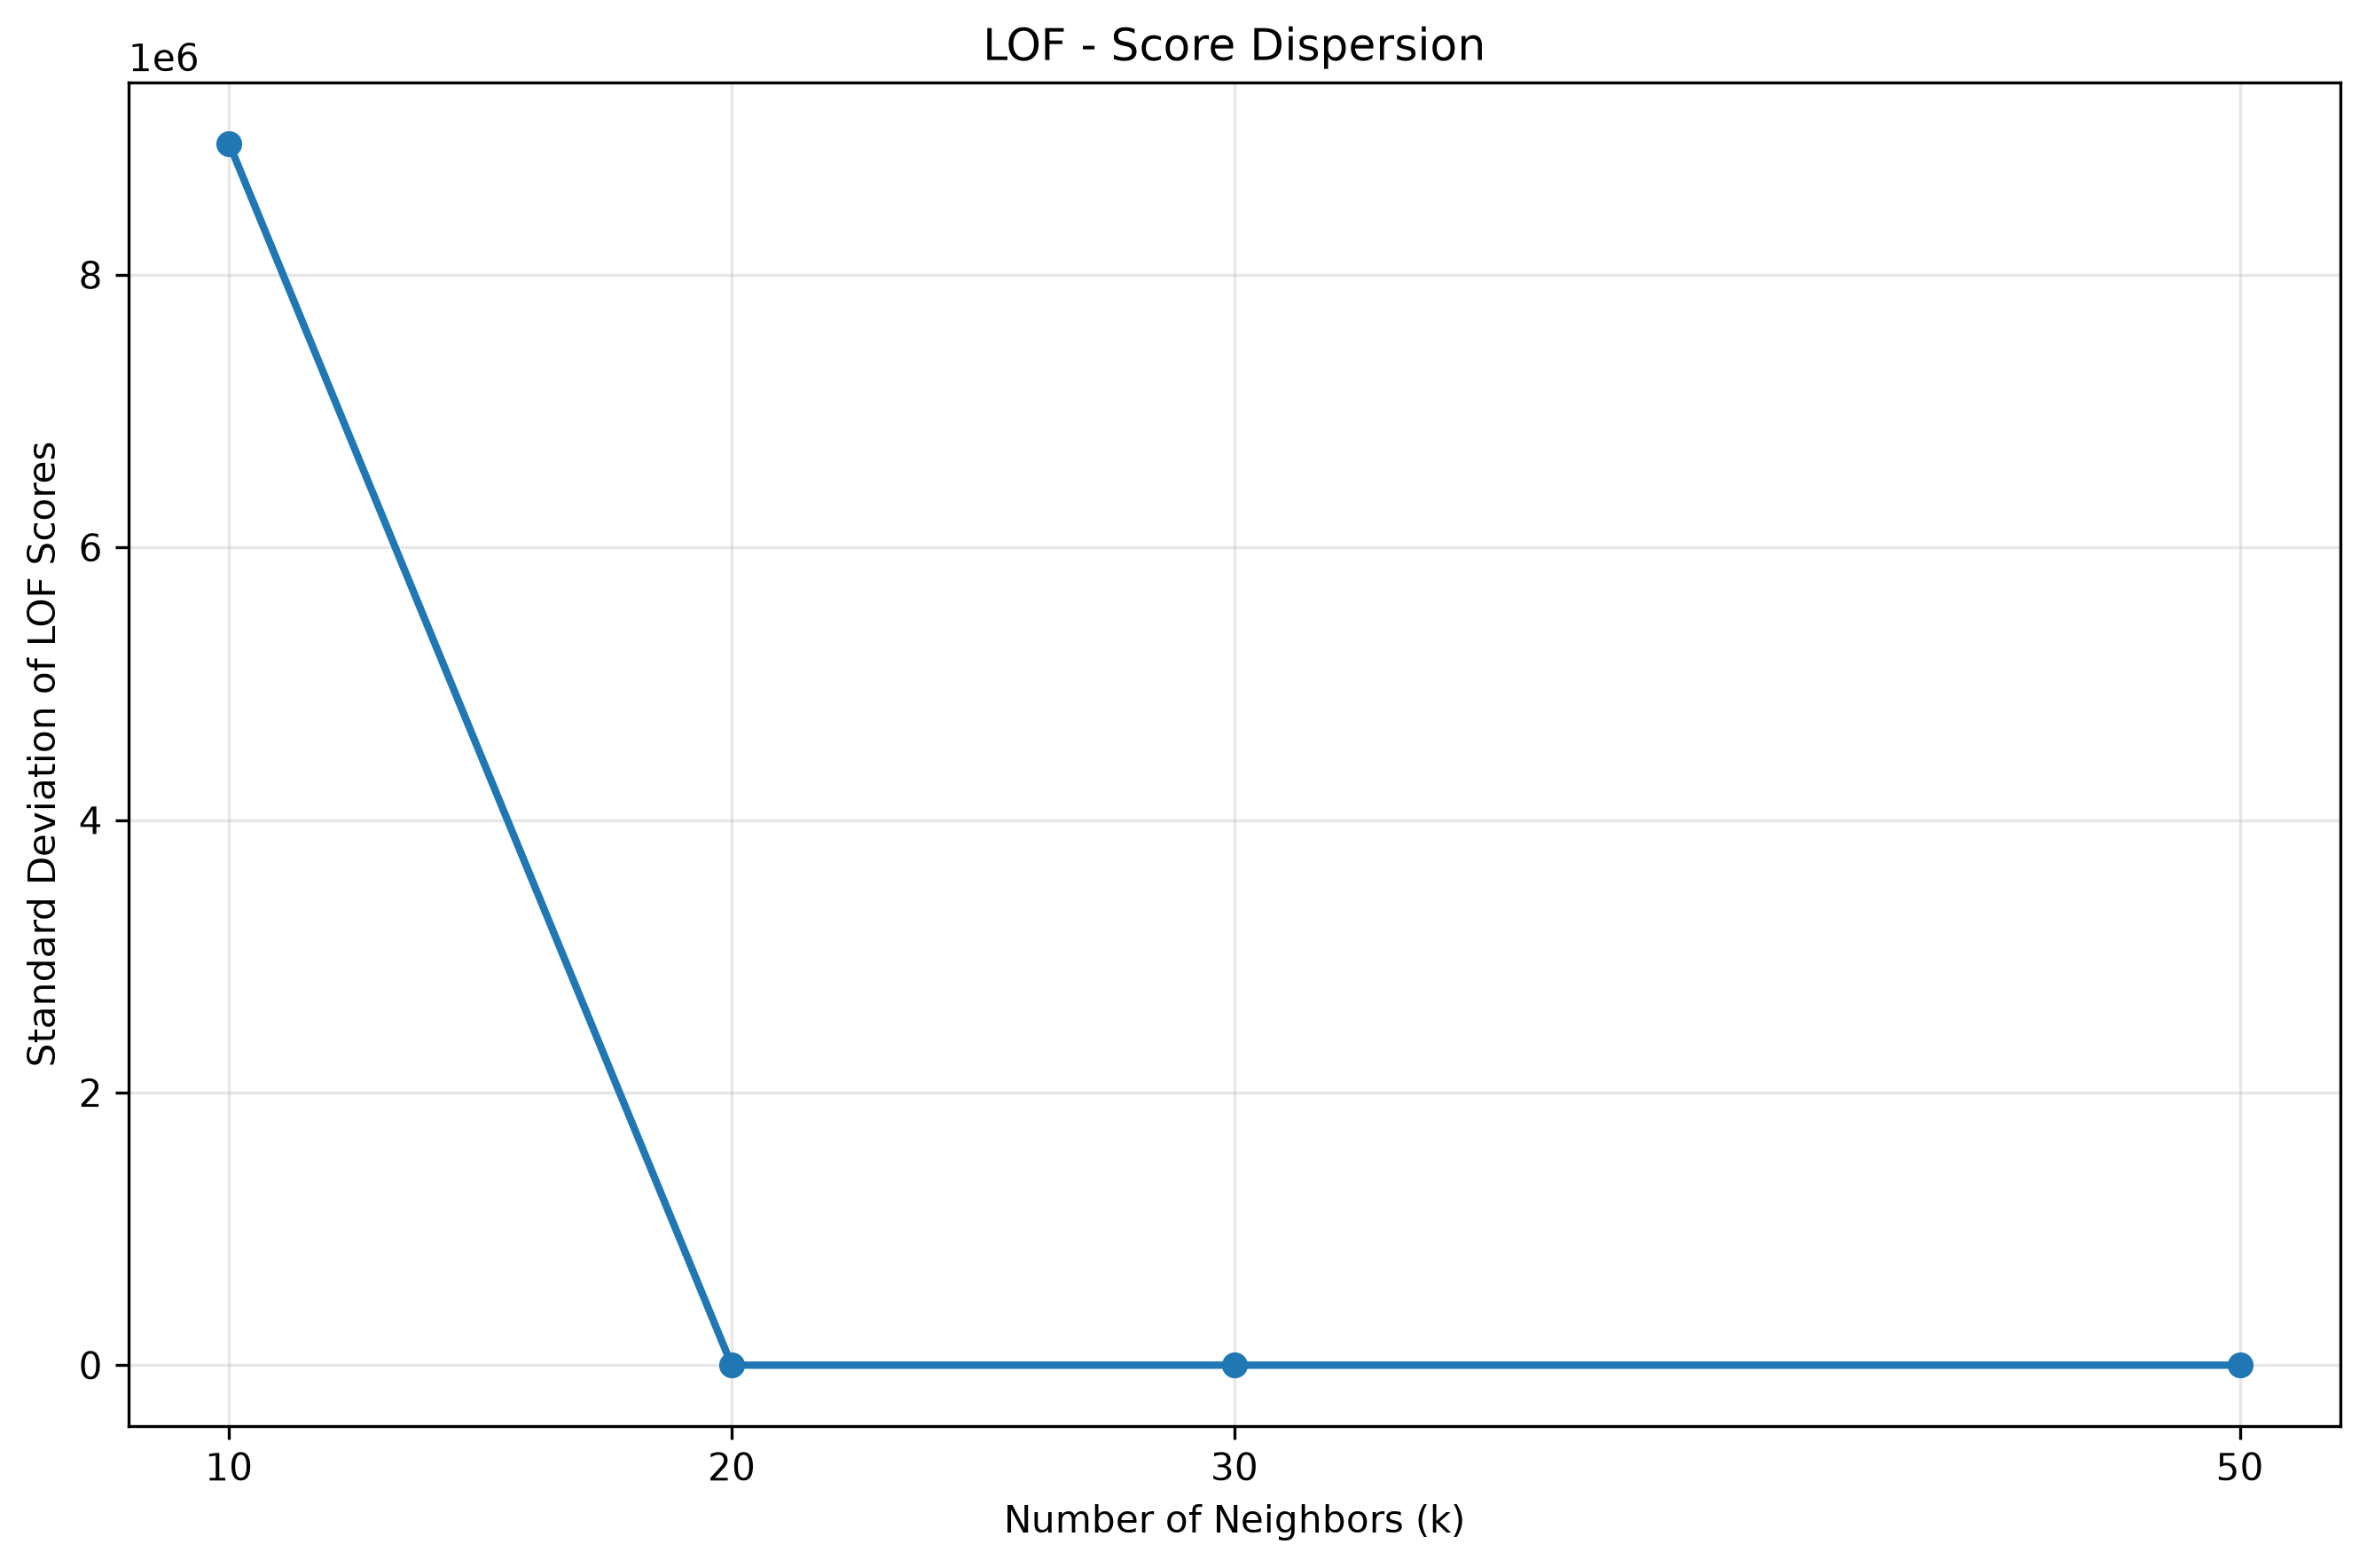 LOF - Score Dispersion
1e6
8
6
4
2
0
Standard Deviation of LOF Scores
10 20 30 50
Number of Neighbors (k)